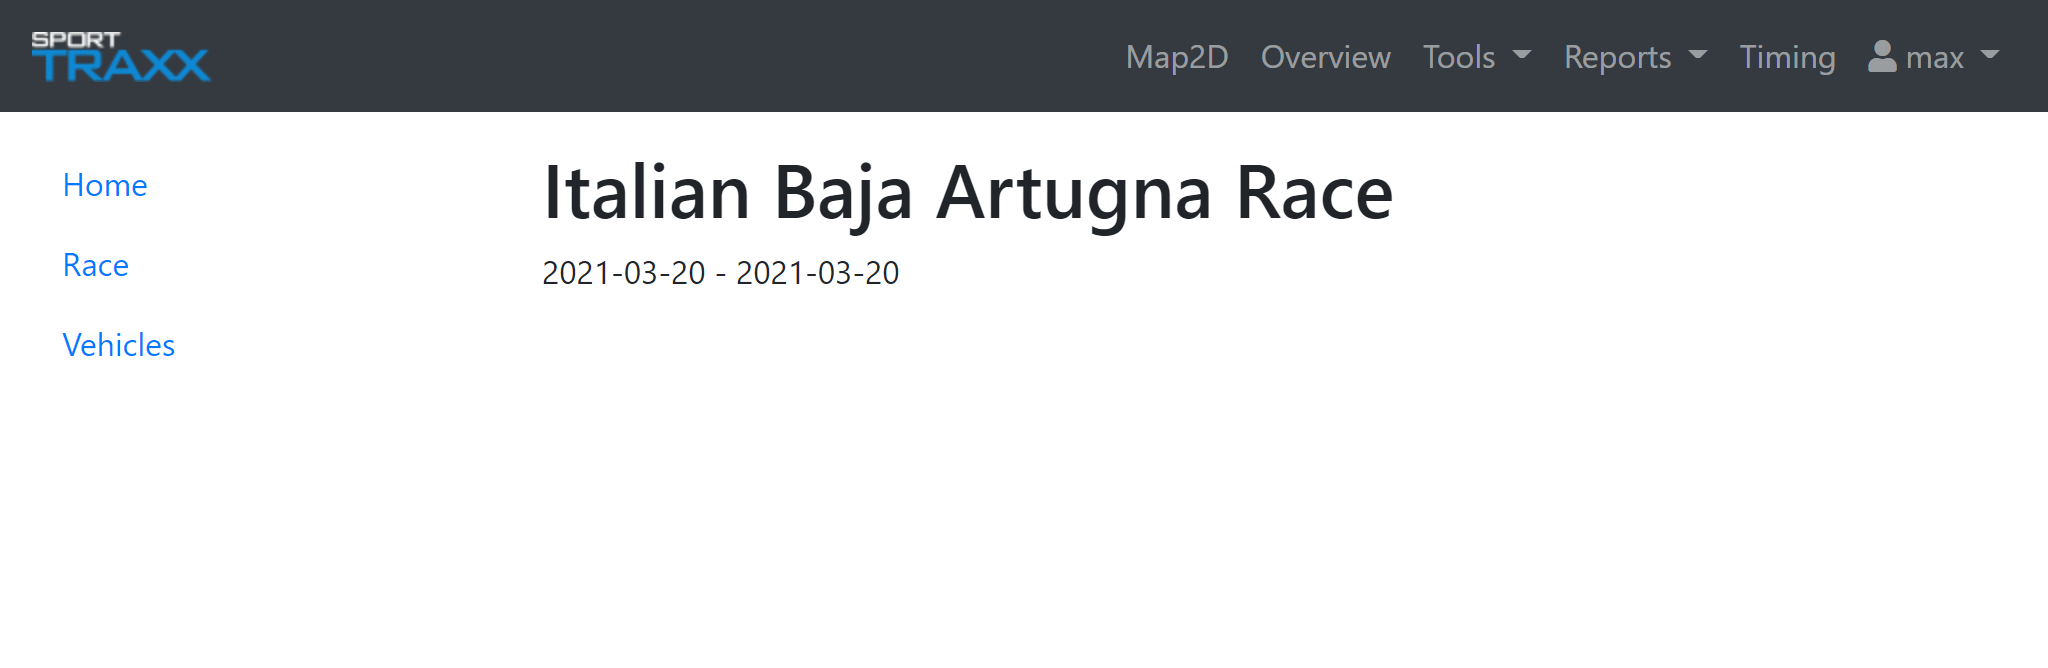 SPORT
TRAXX
Map2D Overview Tools Reports Timing max
Home
Race
Vehicles
Italian Baja Artugna Race
2021-03-20 - 2021-03-20